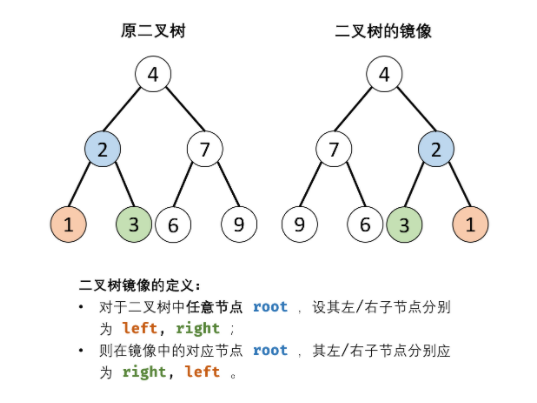 原二叉树 二叉树的镜像
4 4
2 7 7 2
1 3 6 9 9 6 3 1
二叉树镜像的定义：
• 对于二叉树中任意节点 root ，设其左/右子节点分别
为 left, right ；
• 则在镜像中的对应节点 root ，其左/右子节点分别应
为 right, left 。